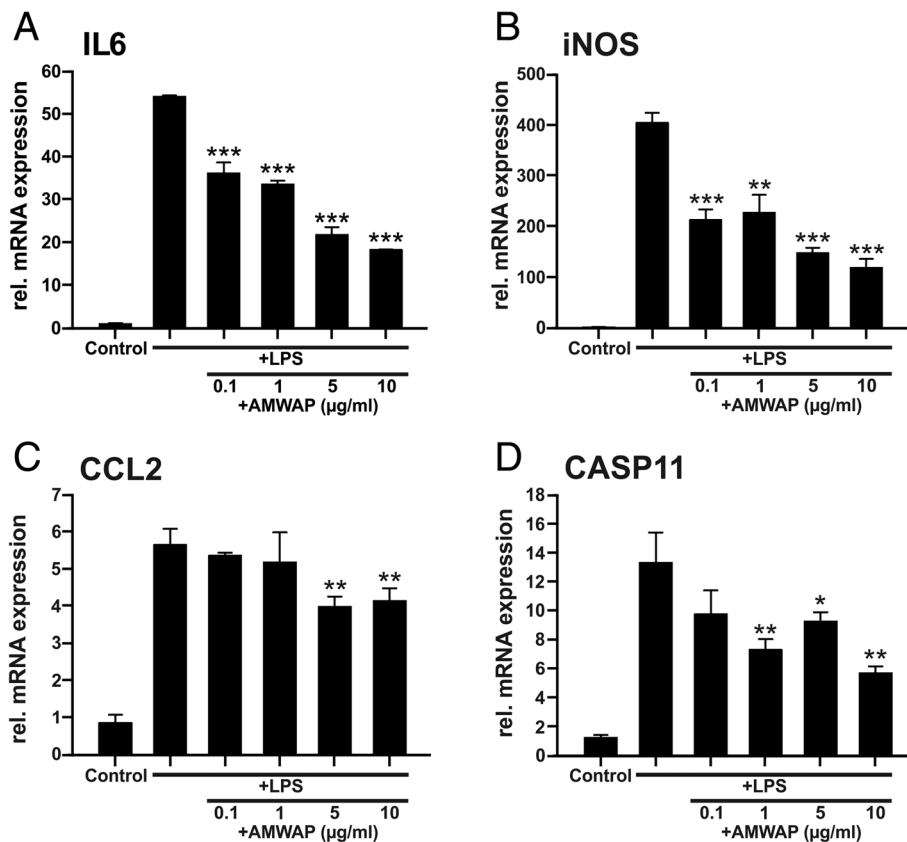 A
IL6
rel. mRNA expression
60
50
40
30
20
10
0
***
***
***
***
Control
+LPS
0.1 1 5 10
+AMWAP (µg/ml)
B
iNOS
rel. mRNA expression
500
400
300
200
100
0
***
**
***
***
Control
+LPS
0.1 1 5 10
+AMWAP (µg/ml)
C
CCL2
rel. mRNA expression
7
6
5
4
3
2
1
0
**
**
Control
+LPS
0.1 1 5 10
+AMWAP (µg/ml)
D
CASP11
rel. mRNA expression
18
16
14
12
10
8
6
4
2
0
**
*
**
Control
+LPS
0.1 1 5 10
+AMWAP (µg/ml)